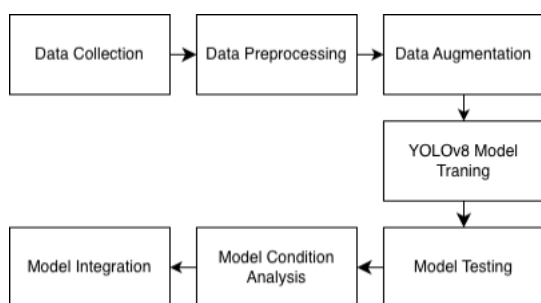 Data Collection
Data Preprocessing
Data Augmentation
YOLOv8 Model
Traning
Model Integration
Model Condition
Analysis
Model Testing